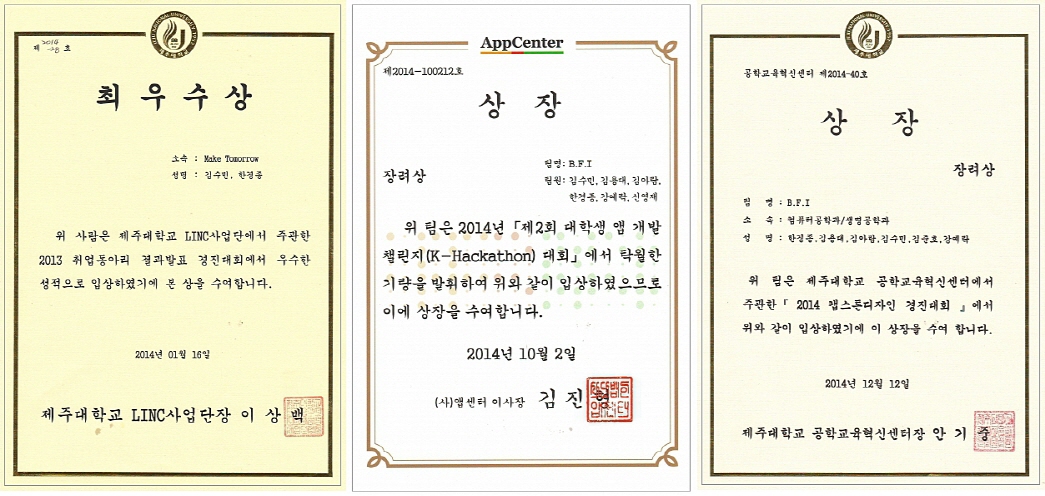 제 2014 -28 호
최우수상
소속 : Make Tomorrow
성명 : 김수민, 한경종
위 사람은 제주대학교 LINC사업단에서 주관한
2013 취업동아리 결과발표 경진대회에서 우수한
성적으로 입상하였기에 본 상을 수여합니다.
2014년 01월 16일
제주대학교 LINC사업단장 이 상 백
AppCenter
제2014-100212호
상 장
장려상
팀명: B.F.I
팀원: 김수민, 김용대, 김아람,
한경종, 강예락, 신영재
위 팀은 2014년 「제2회 대학생 앱 개발
챌린지(K-Hackathon) 대회」에서 탁월한
기량을 발휘하여 위와 같이 입상하였으므로
이에 상장을 수여합니다.
2014년 10월 2일
(사)앱센터 이사장 김 진 형
공학교육혁신센터 제2014-40호
상 장
장려상
팀 명 : B.F.I
소 속 : 컴퓨터공학과/생명공학과
성 명 : 한경종,김용대,김아람,김수민,김준호,강예락
위 팀은 제주대학교 공학교육혁신센터에서
주관한「 2014 캡스톤디자인 경진대회 」에서
위와 같이 입상하였기에 이 상장을 수여 합니다.
2014년 12월 12일
제주대학교 공학교육혁신센터장 안 기 중